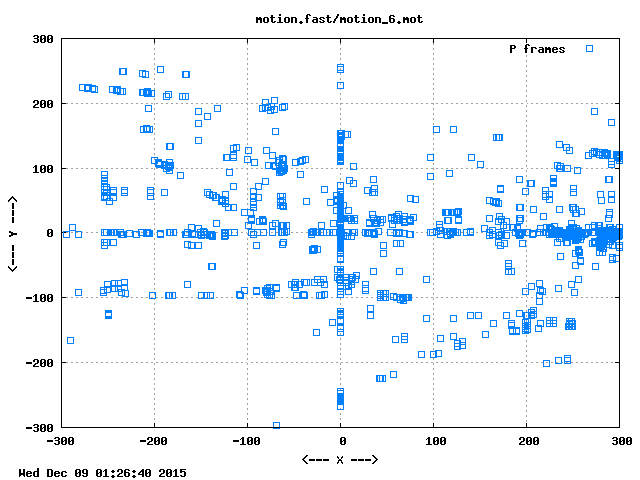 motion.fast/motion_6.mot
P frames
300
200
100
0
-100
-200
-300
<--- Y --->
-300 -200 -100 0 100 200 300
<--- X --->
Wed Dec 09 01:26:40 2015